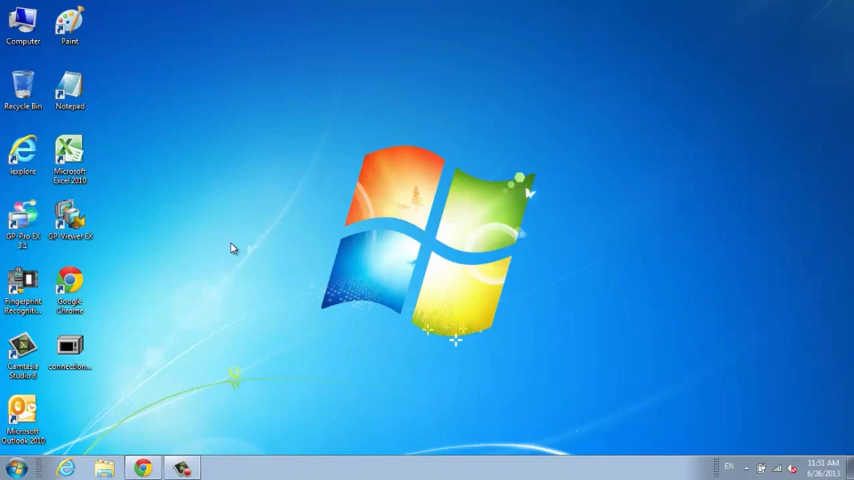 Computer
Paint
Recycle Bin
Notepad
iexplore
Microsoft
Excel 2010
GP-Pro EX
3.1
GP-Viewer EX
Fingerprint
Recogniti...
Google
Chrome
Camtasia
Studio 8
connection...
Microsoft
Outlook 2010
EN
11:51 AM
6/26/2013